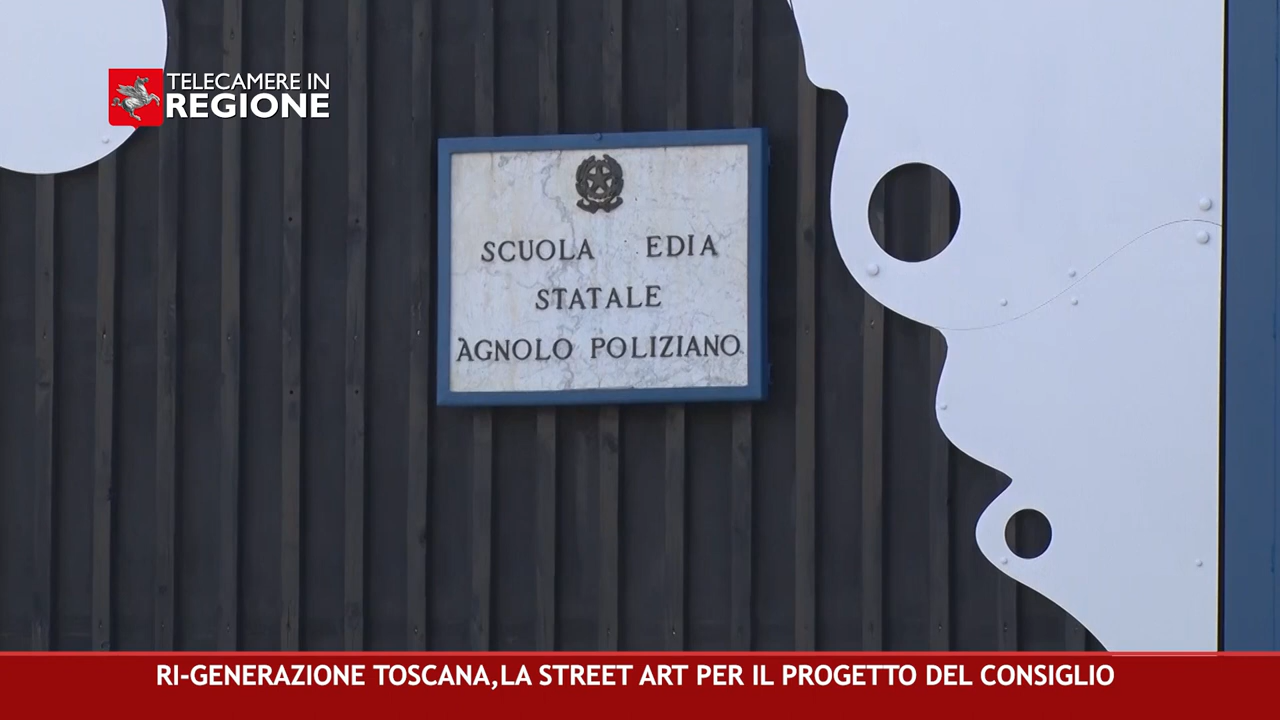 TELECAMERE IN
REGIONE
SCUOLA EDIA
STATALE
AGNOLO POLIZIANO
RI-GENERAZIONE TOSCANA,LA STREET ART PER IL PROGETTO DEL CONSIGLIO